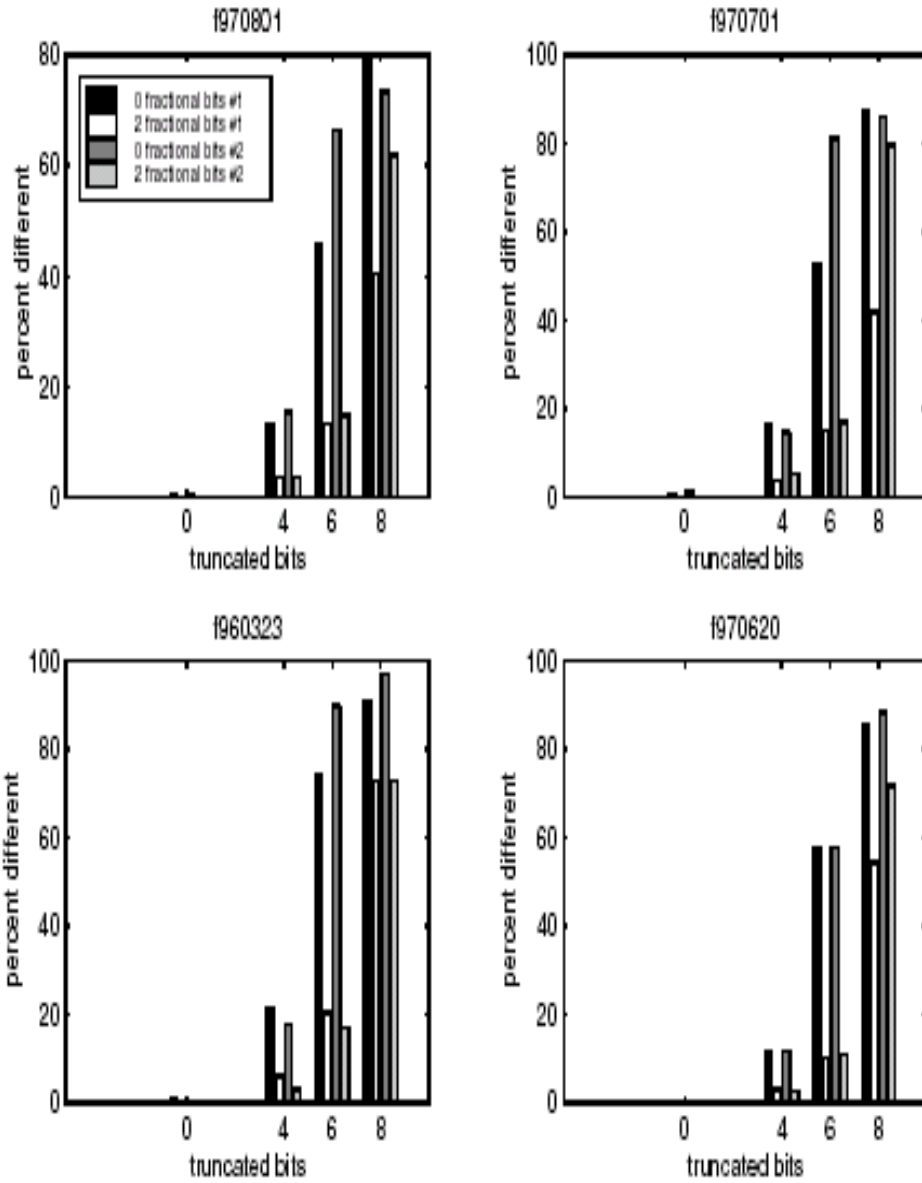 f970801
80
60
40
20
0
percent different
0 fractional bits #1
2 fractional bits #1
0 fractional bits #2
2 fractional bits #2
0 4 6 8
truncated bits
f970701
100
80
60
40
20
0
percent different
0 4 6 8
truncated bits
f960323
100
80
60
40
20
0
percent different
0 4 6 8
truncated bits
f970620
100
80
60
40
20
0
percent different
0 4 6 8
truncated bits